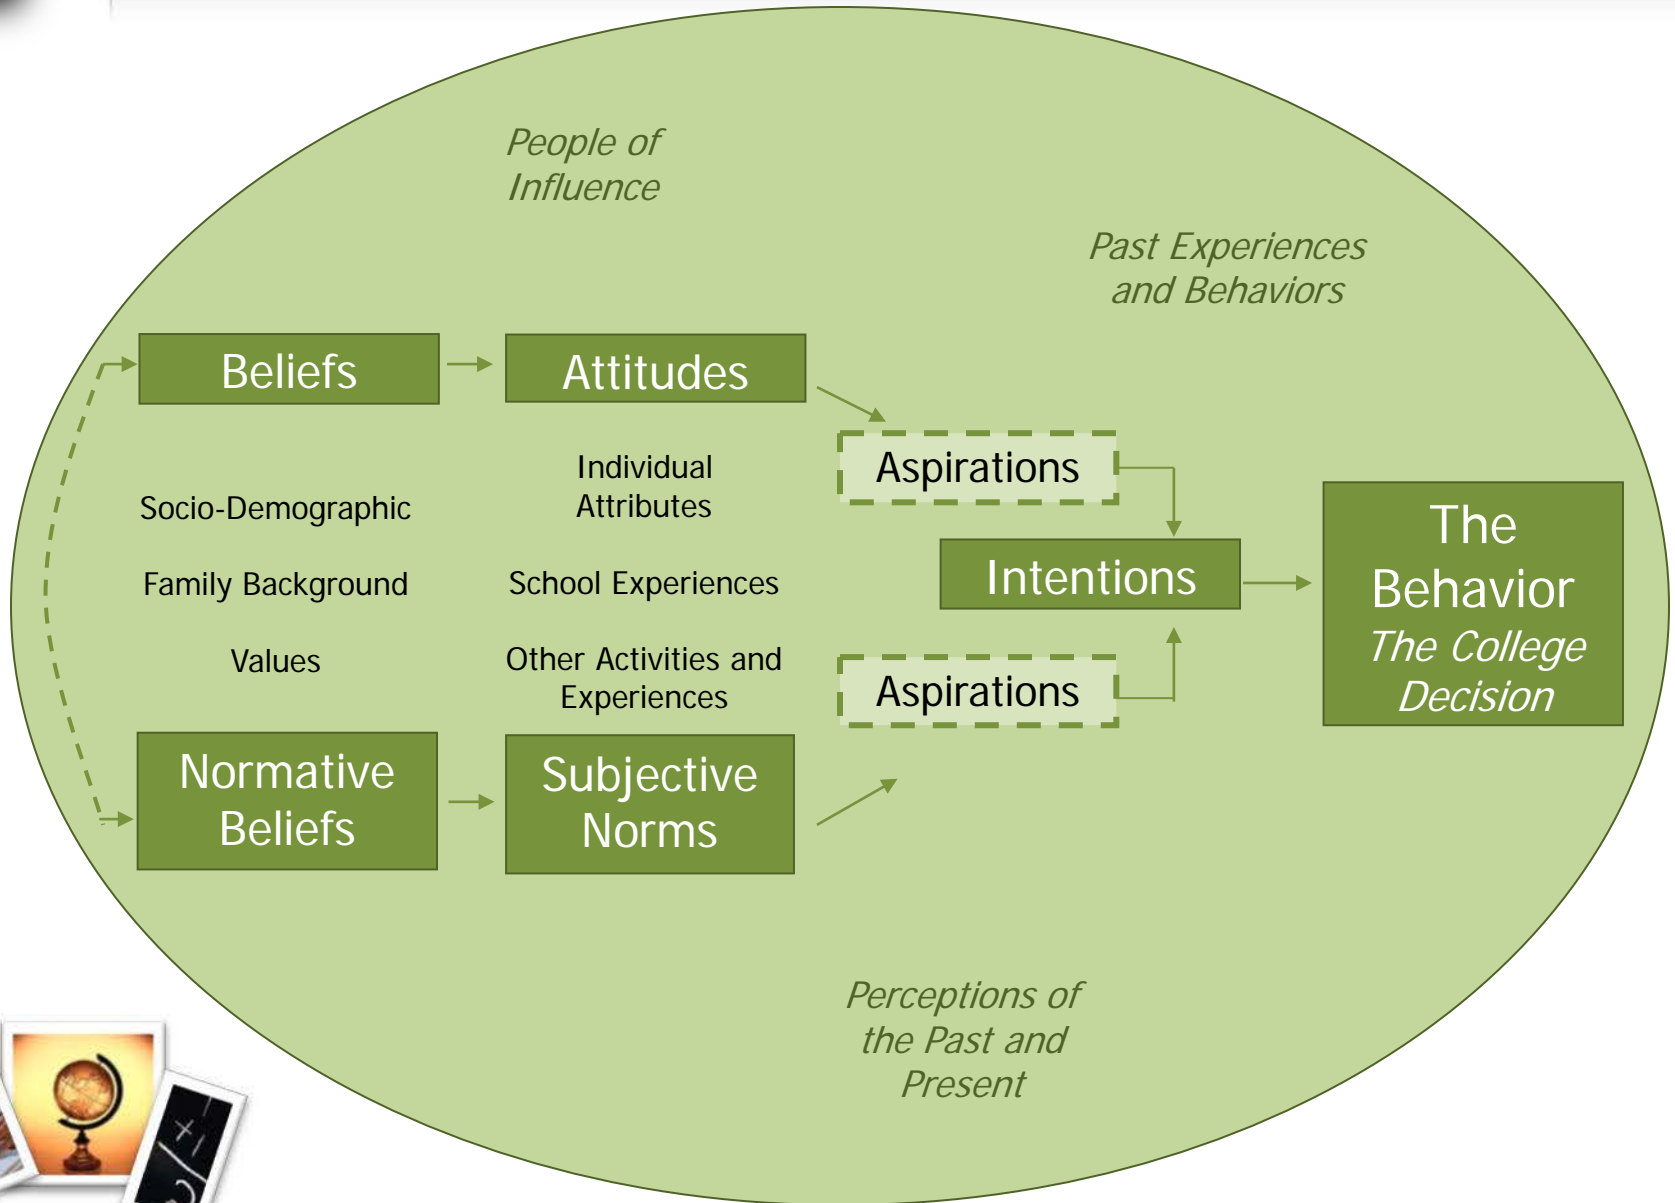 People of
Influence
Past Experiences
and Behaviors
Beliefs
Attitudes
Socio-Demographic
Family Background
Values
Individual
Attributes
School Experiences
Other Activities and
Experiences
Aspirations
Intentions
Aspirations
The
Behavior
The College
Decision
Normative
Beliefs
Subjective
Norms
Perceptions of
the Past and
Present